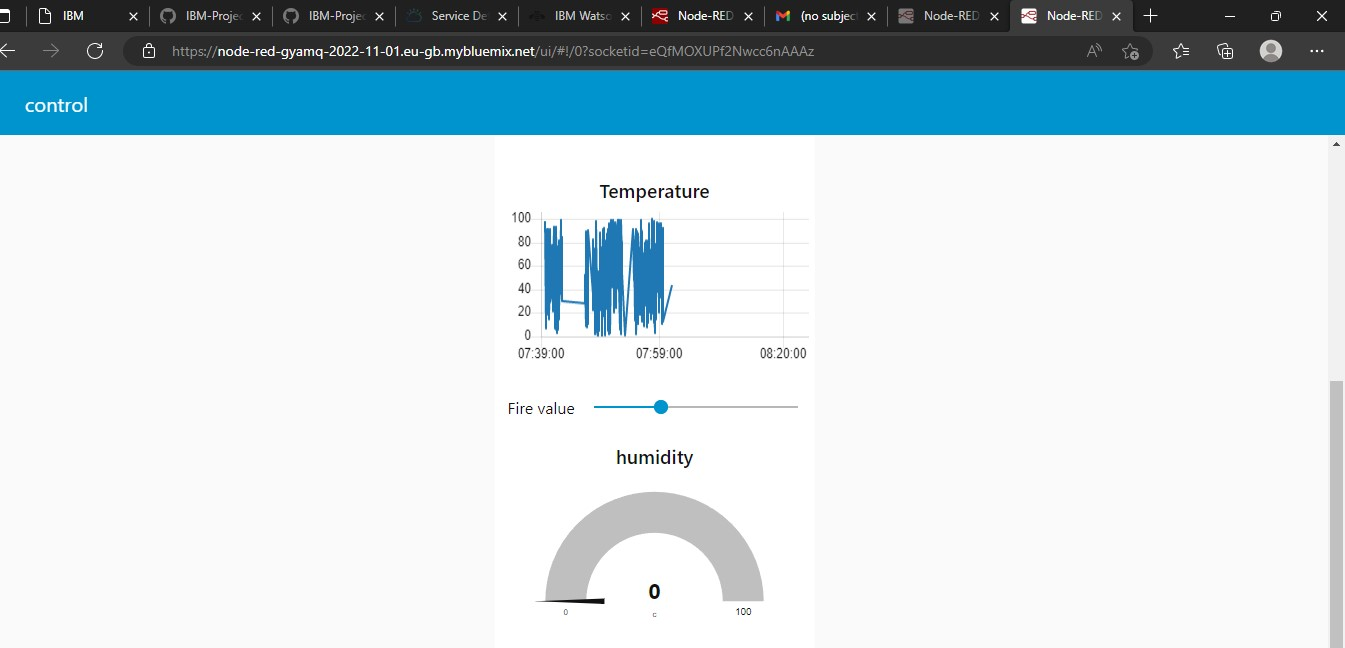 IBM
IBM-Proje
IBM-Projec
Service De
IBM Watso
Node-RED
(no subjec
Node-RED
Node-RED
https://node-red-gyamq-2022-11-01.eu-gb.mybluemix.net/ui/#!/0?socketid=eQfMOXUPf2Nwcc6nAAAz
control
Temperature
100
80
60
40
20
0
07:39:00 07:59:00 08:20:00
Fire value
humidity
0
c
0 100